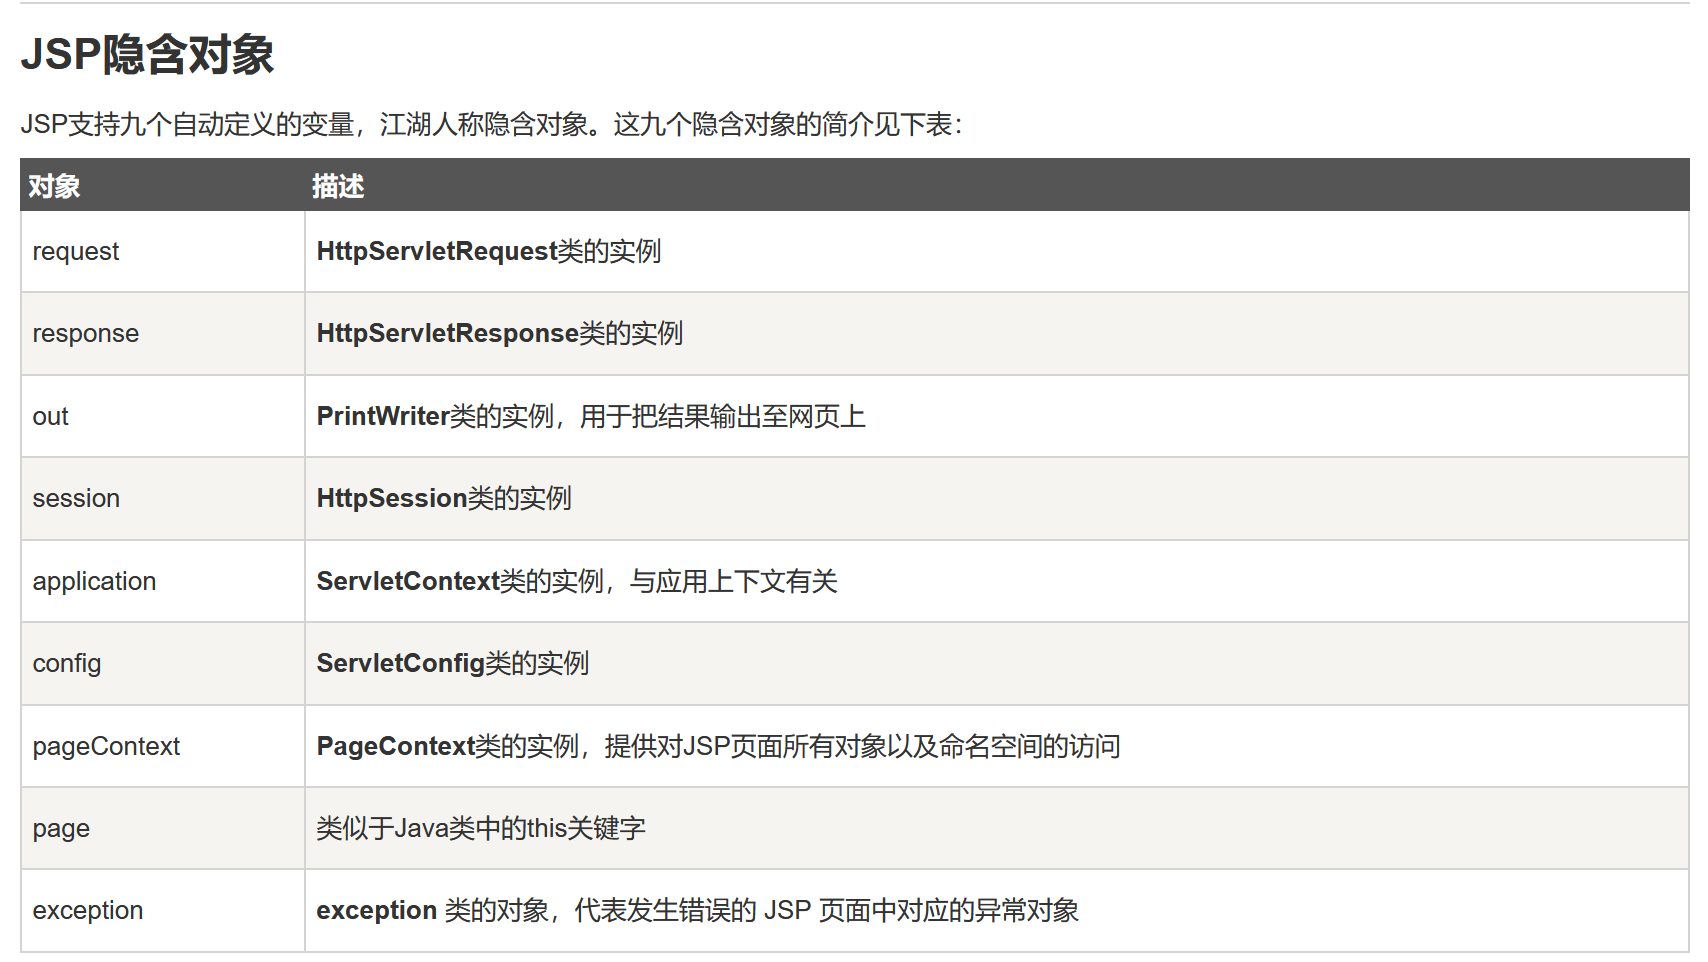 JSP隐含对象
JSP支持九个自动定义的变量，江湖人称隐含对象。这九个隐含对象的简介见下表：
对象 描述
request HttpServletRequest类的实例
response HttpServletResponse类的实例
out PrintWriter类的实例，用于把结果输出至网页上
session HttpSession类的实例
application ServletContext类的实例，与应用上下文有关
config ServletConfig类的实例
pageContext PageContext类的实例，提供对JSP页面所有对象以及命名空间的访问
page 类似于Java类中的this关键字
exception exception 类的对象，代表发生错误的 JSP 页面中对应的异常对象